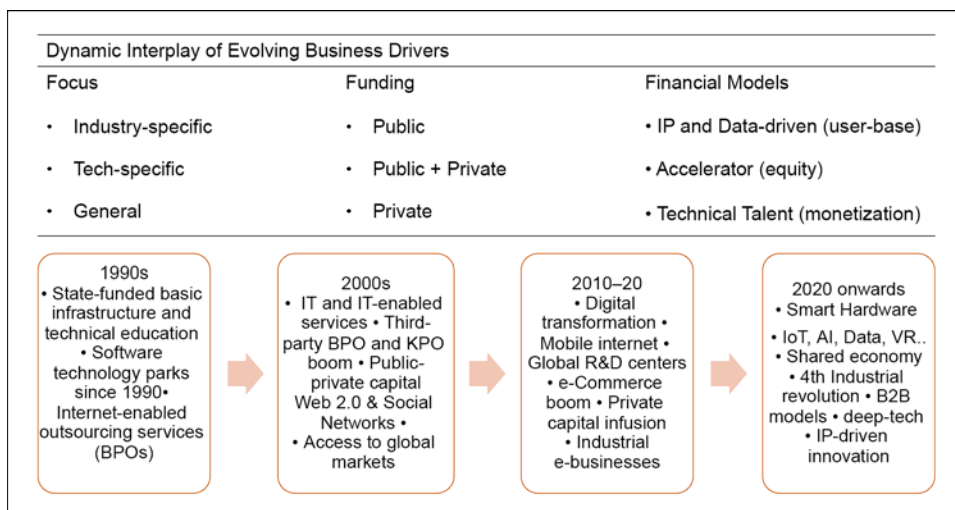 Dynamic Interplay of Evolving Business Drivers
Focus
• Industry-specific
• Tech-specific
• General
Funding
• Public
• Public + Private
• Private
Financial Models
• IP and Data-driven (user-base)
• Accelerator (equity)
• Technical Talent (monetization)
1990s
• State-funded basic
infrastructure and
technical education
• Software
technology parks
since 1990•
Internet-enabled
outsourcing services
(BPOs)
2000s
• IT and IT-enabled
services • Third-
party BPO and KPO
boom • Public-
private capital
Web 2.0 & Social
Networks •
• Access to global
markets
2010–20
• Digital
transformation •
Mobile internet •
Global R&D centers
• e-Commerce
boom • Private
capital infusion
• Industrial
e-businesses
2020 onwards
• Smart Hardware
• IoT, AI, Data, VR..
• Shared economy
• 4th Industrial
revolution • B2B
models • deep-tech
• IP-driven
innovation